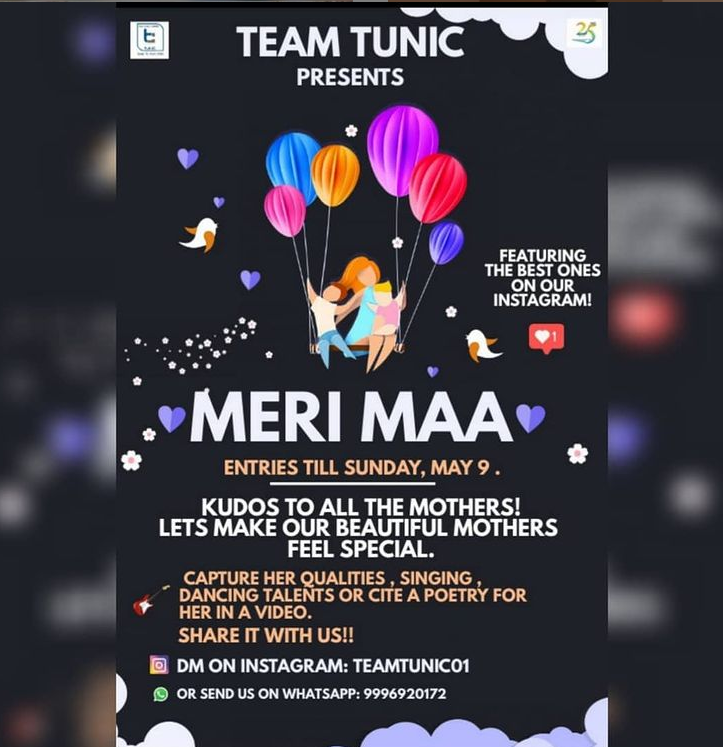 TEAM TUNIC
PRESENTS
25
FEATURING
THE BEST ONES
ON OUR
INSTAGRAM!
1
MERI MAA
ENTRIES TILL SUNDAY, MAY 9 .
KUDOS TO ALL THE MOTHERS!
LETS MAKE OUR BEAUTIFUL MOTHERS
FEEL SPECIAL.
CAPTURE HER QUALITIES , SINGING ,
DANCING TALENTS OR CITE A POETRY FOR
HER IN A VIDEO.
SHARE IT WITH US!!
DM ON INSTAGRAM: TEAMTUNIC01
OR SEND US ON WHATSAPP: 9996920172